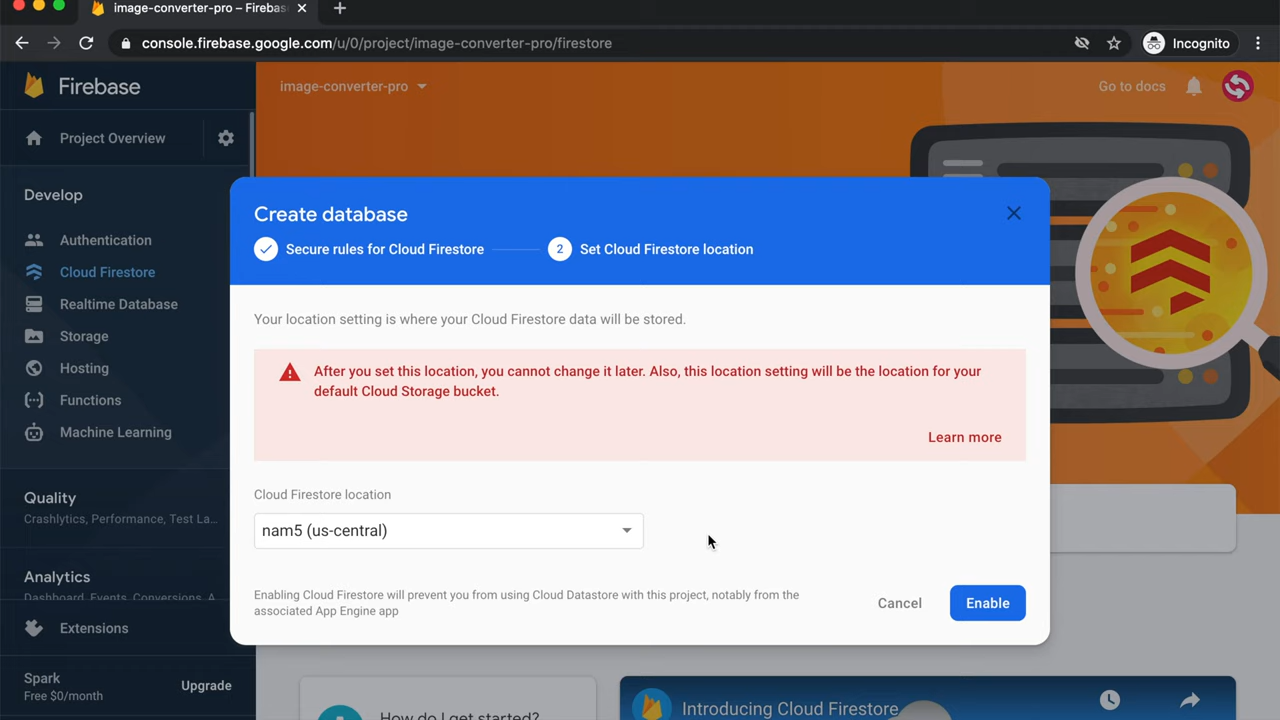 image-converter-pro – Firebas
console.firebase.google.com/u/0/project/image-converter-pro/firestore
Incognito
Firebase
image-converter-pro
Go to docs
Project Overview
Develop
Authentication
Cloud Firestore
Realtime Database
Storage
Hosting
Functions
Machine Learning
Quality
Crashlytics, Performance, Test La...
Analytics
Dashboard, Events, Conversions, A
Extensions
Spark
Free $0/month
Upgrade
Create database
Secure rules for Cloud Firestore
2 Set Cloud Firestore location
Your location setting is where your Cloud Firestore data will be stored.
After you set this location, you cannot change it later. Also, this location setting will be the location for your
default Cloud Storage bucket.
Learn more
Cloud Firestore location
nam5 (us-central)
Enabling Cloud Firestore will prevent you from using Cloud Datastore with this project, notably from the
associated App Engine app
Cancel
Enable
How do I get started?
Introducing Cloud Firestore